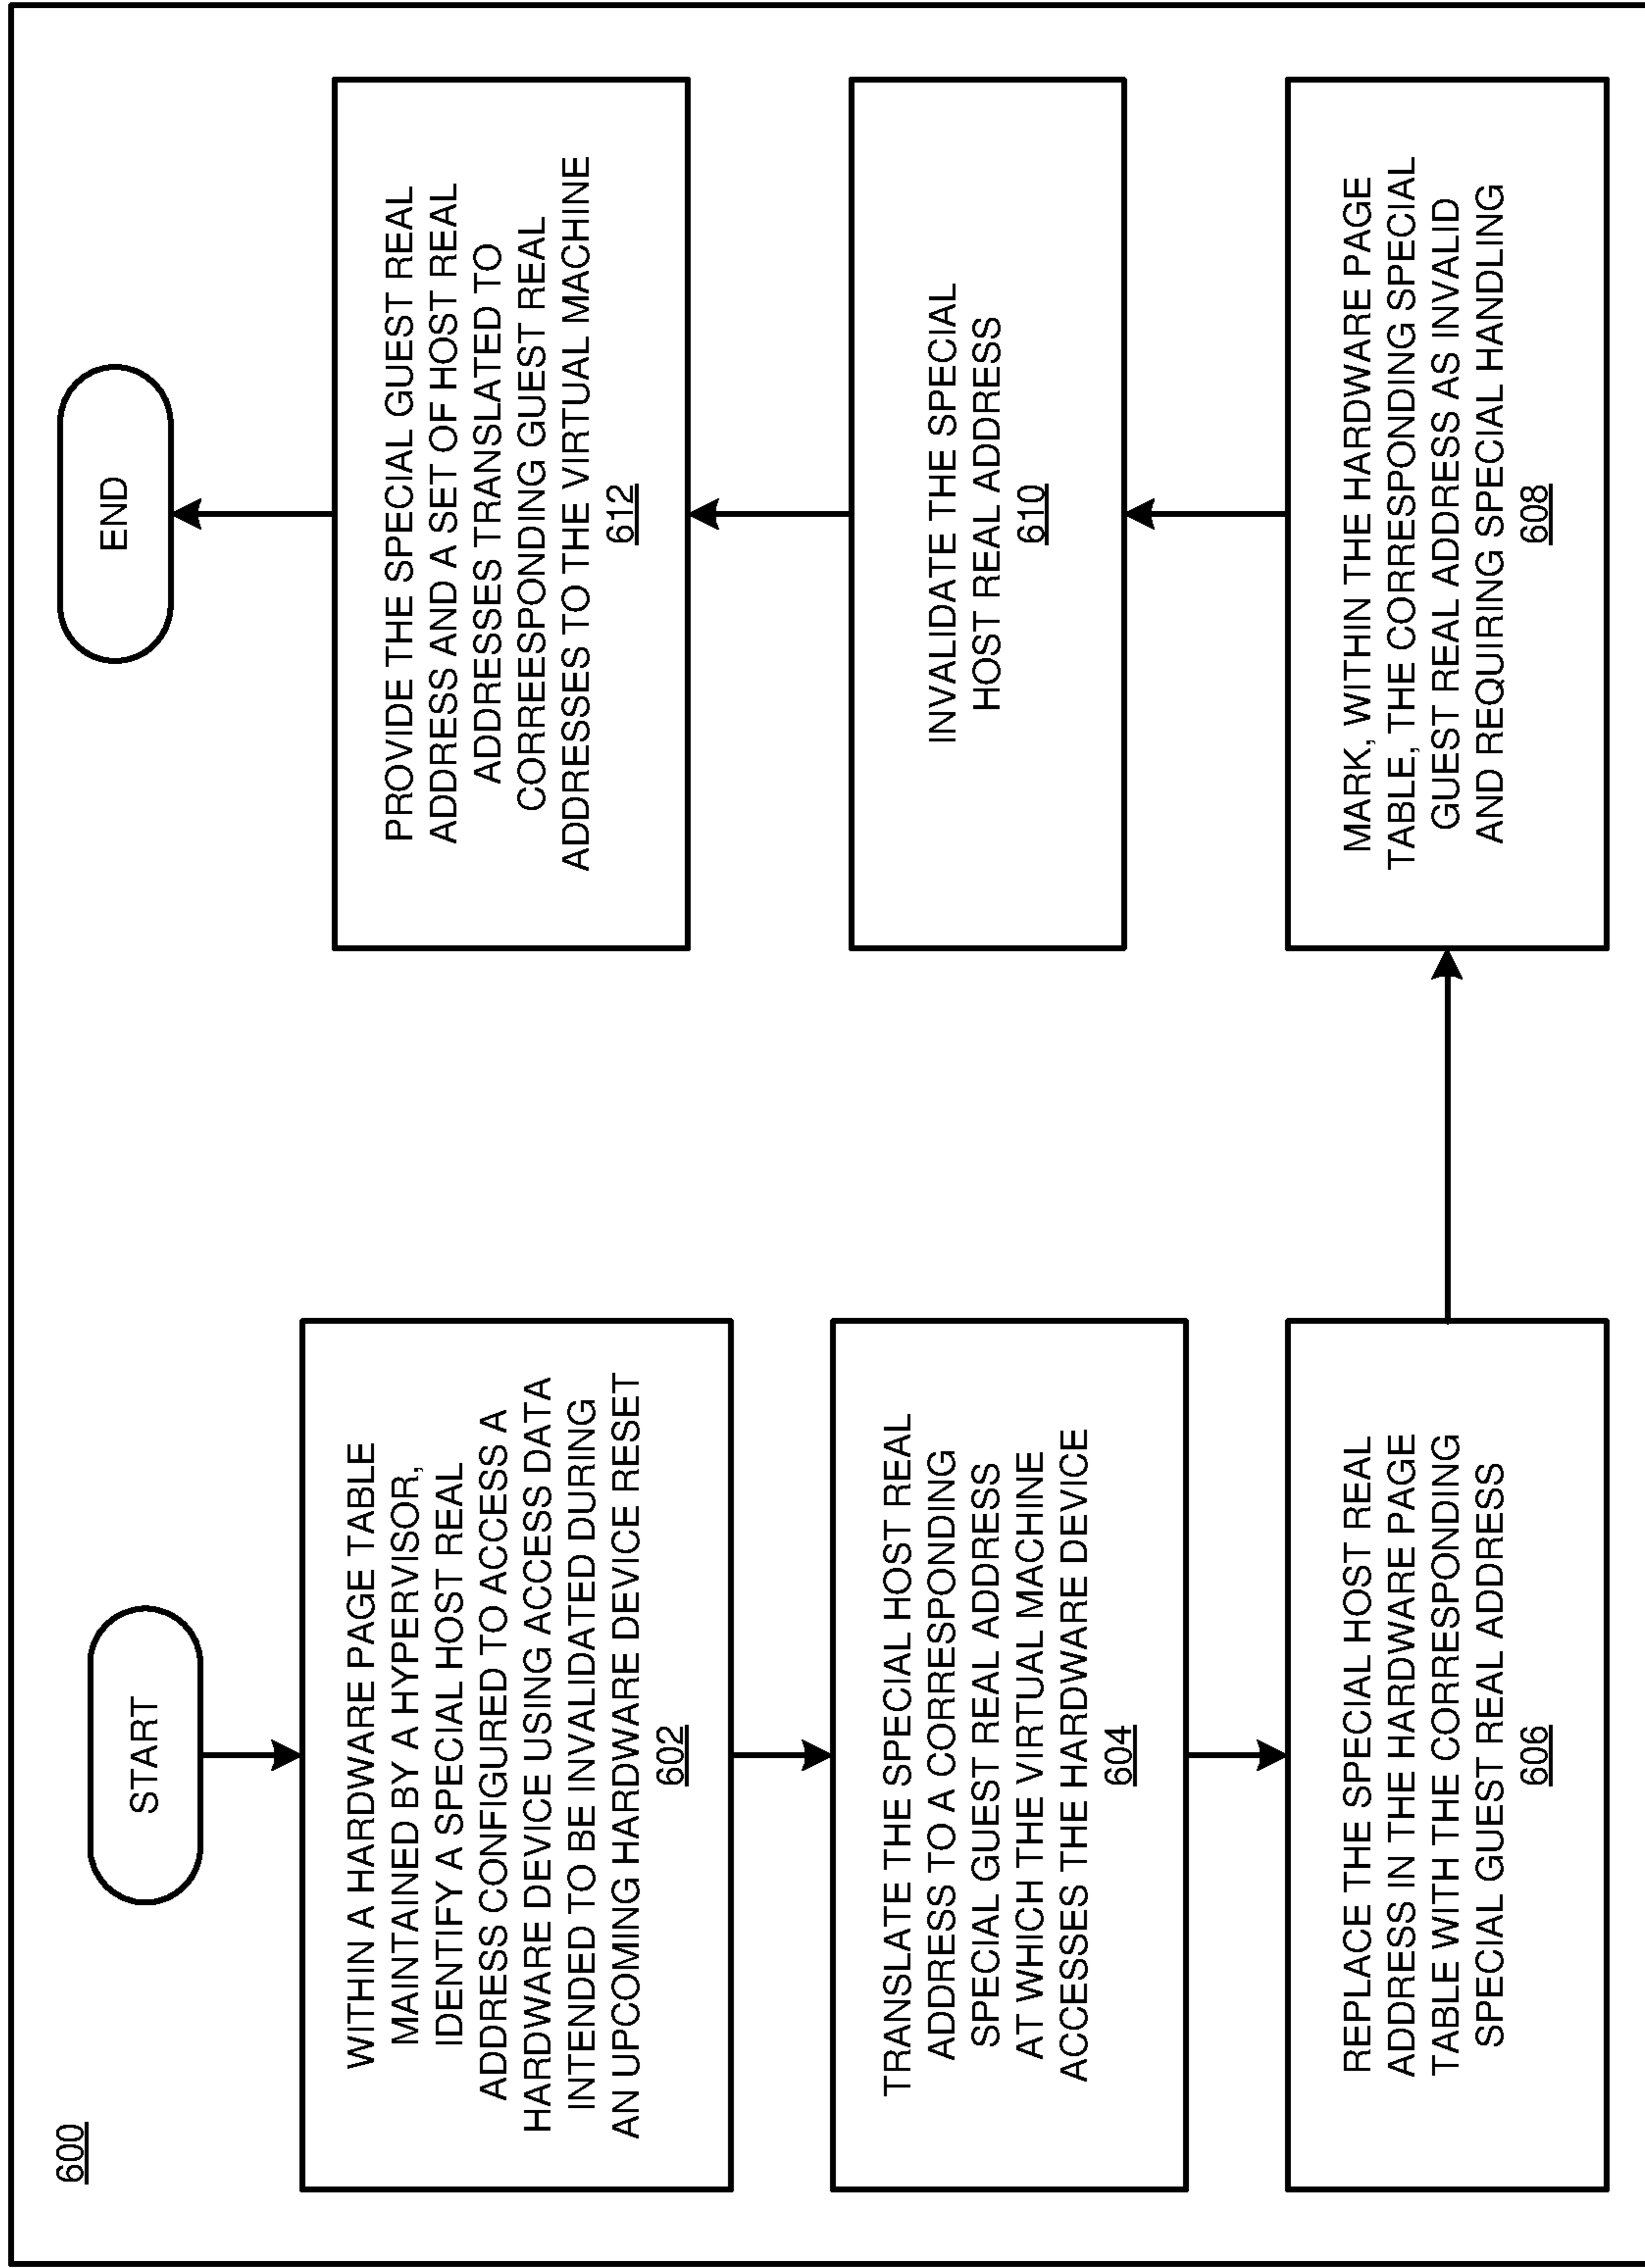 600
START
WITHIN A HARDWARE PAGE TABLE
MAINTAINED BY A HYPERVISOR,
IDENTIFY A SPECIAL HOST REAL
ADDRESS CONFIGURED TO ACCESS A
HARDWARE DEVICE USING ACCESS DATA
INTENDED TO BE INVALIDATED DURING
AN UPCOMING HARDWARE DEVICE RESET
602
TRANSLATE THE SPECIAL HOST REAL
ADDRESS TO A CORRESPONDING
SPECIAL GUEST REAL ADDRESS
AT WHICH THE VIRTUAL MACHINE
ACCESSES THE HARDWARE DEVICE
604
REPLACE THE SPECIAL HOST REAL
ADDRESS IN THE HARDWARE PAGE
TABLE WITH THE CORRESPONDING
SPECIAL GUEST REAL ADDRESS
606
MARK, WITHIN THE HARDWARE PAGE
TABLE, THE CORRESPONDING SPECIAL
GUEST REAL ADDRESS AS INVALID
AND REQUIRING SPECIAL HANDLING
608
INVALIDATE THE SPECIAL
HOST REAL ADDRESS
610
PROVIDE THE SPECIAL GUEST REAL
ADDRESS AND A SET OF HOST REAL
ADDRESSES TRANSLATED TO
CORREESPONDING GUEST REAL
ADDRESSES TO THE VIRTUAL MACHINE
612
END